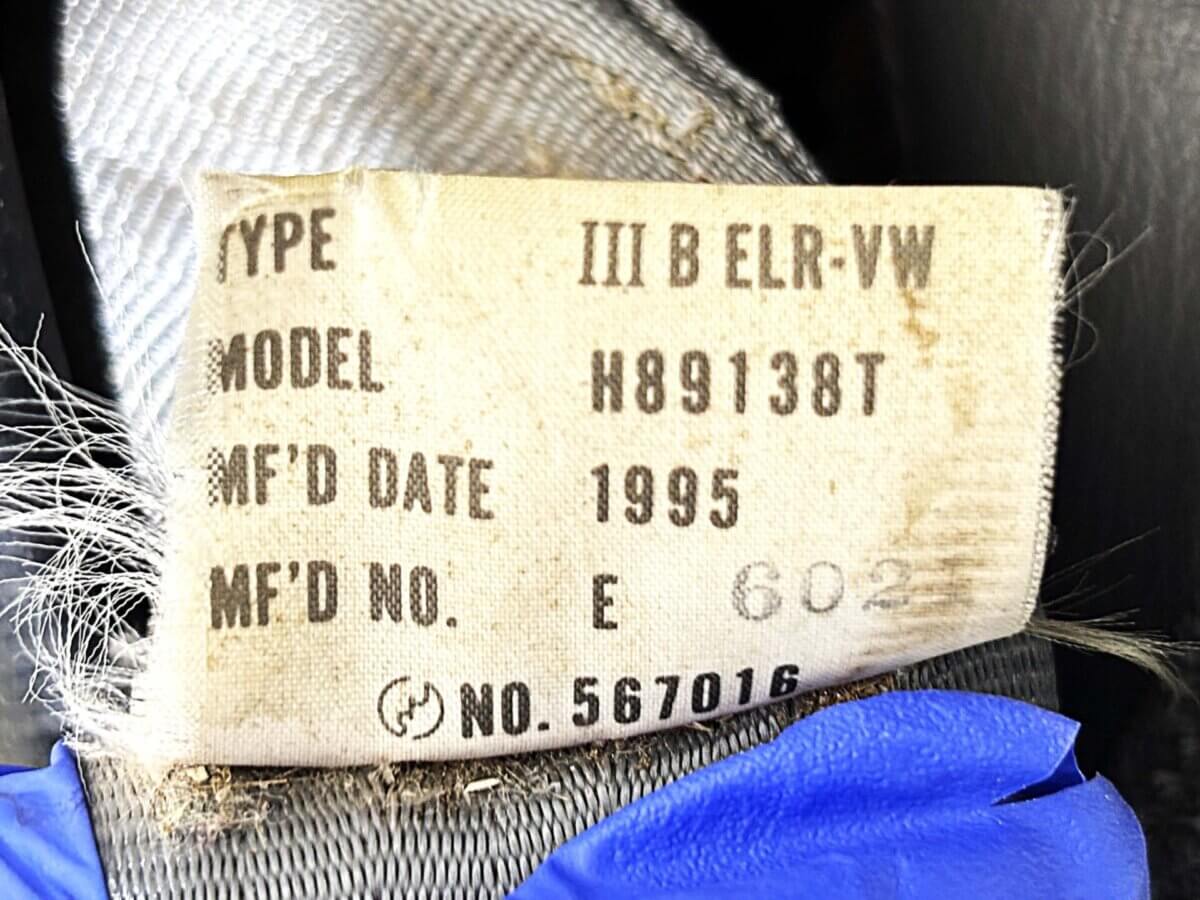 TYPE III B ELR-VW
MODEL H89138T
MF'D DATE 1995
MF'D NO. E 602
NO. 567016